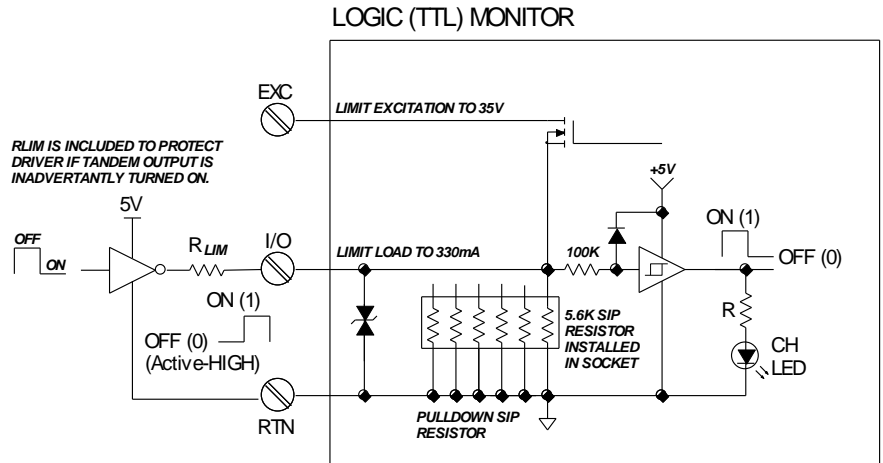 LOGIC (TTL) MONITOR
EXC
LIMIT EXCITATION TO 35V
RLIM IS INCLUDED TO PROTECT
DRIVER IF TANDEM OUTPUT IS
INADVERTANTLY TURNED ON.
+5V
5V
OFF
ON
RLIM
I/O
LIMIT LOAD TO 330mA
100K
ON (1)
OFF (0)
ON (1)
OFF (0)
(Active-HIGH)
5.6K SIP
RESISTOR
INSTALLED
IN SOCKET
R
CH
LED
RTN
PULLDOWN SIP
RESISTOR